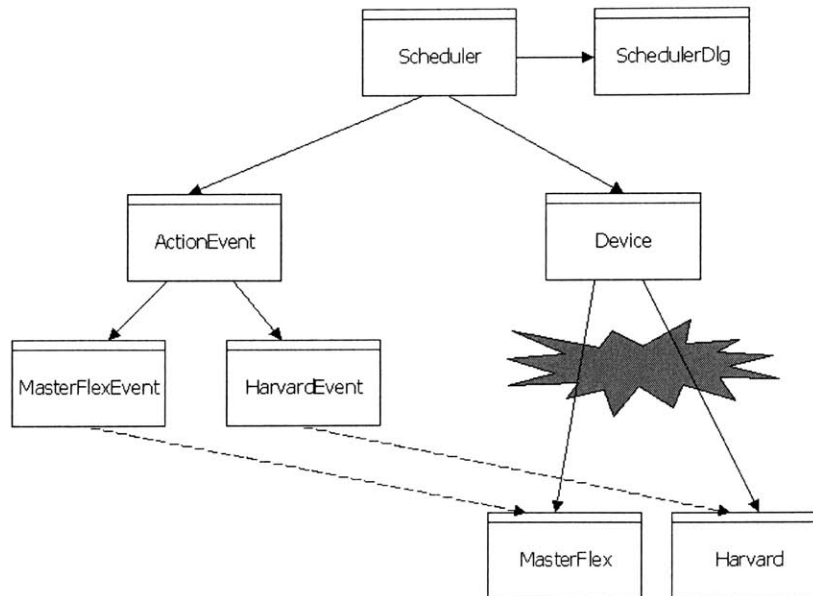 Scheduler
SchedulerDlg
ActionEvent
Device
MasterFlexEvent
HarvardEvent
MasterFlex
Harvard